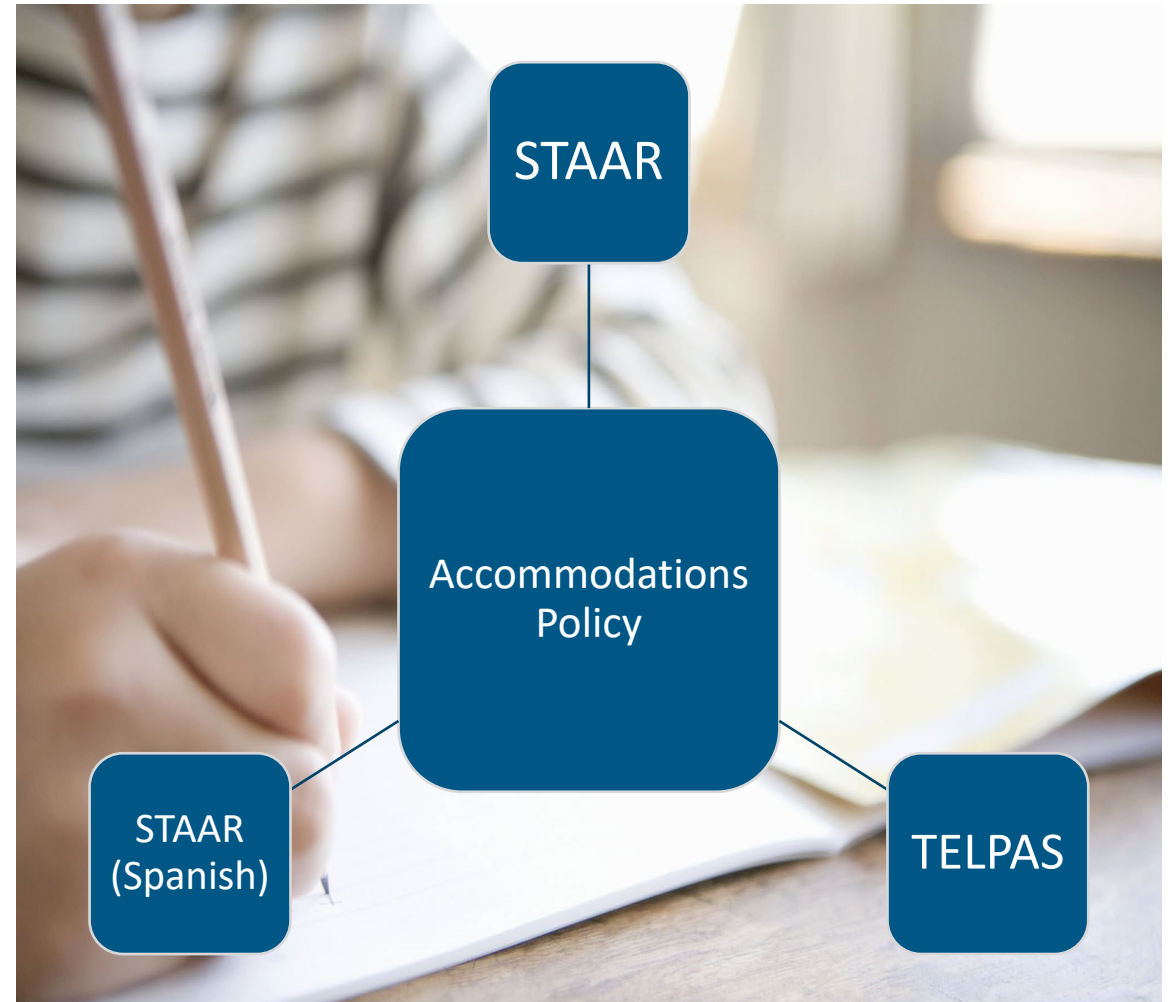 STAAR
Accommodations
Policy
STAAR
(Spanish)
TELPAS